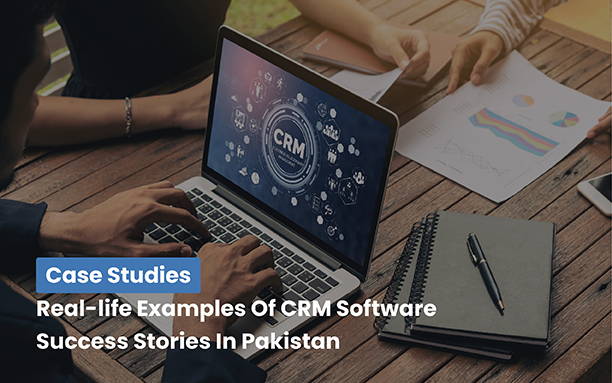 CRM
Case Studies
Real-life Examples Of CRM Software
Success Stories In Pakistan